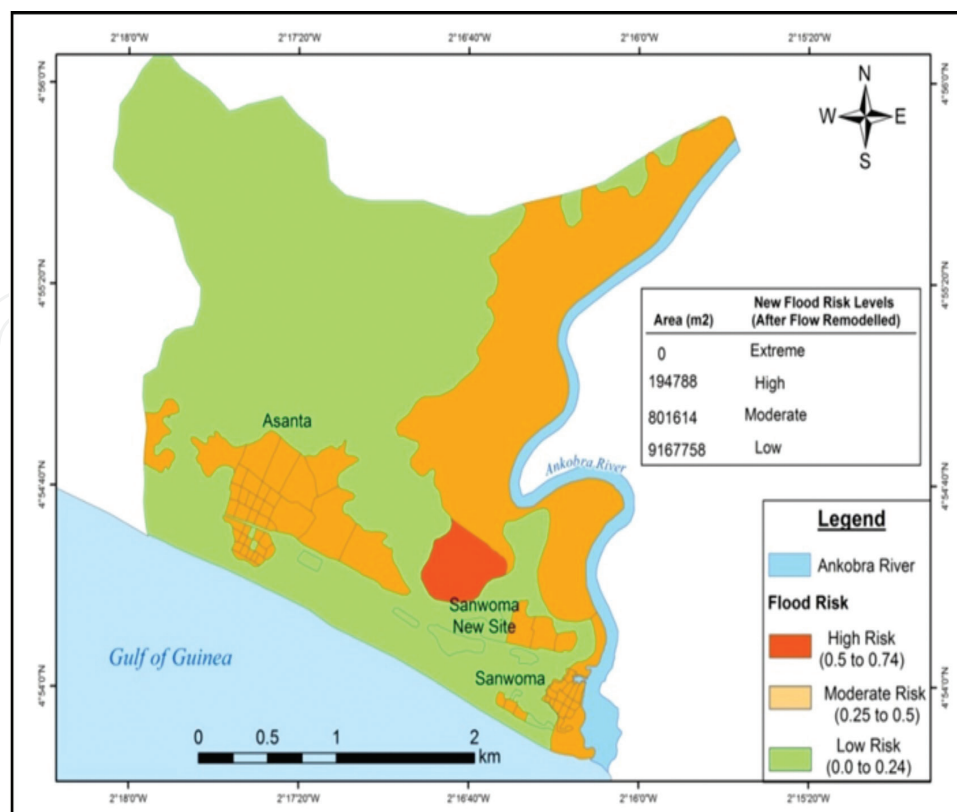 2°18'0"W 2°17'20"W 2°16'40"W 2°16'0"W 2°15'20"W
4°56'0"N 4°56'0"N
N
W E
S
4°55'20"N 4°55'20"N
Area (m2) New Flood Risk Levels
(After Flow Remodelled)
0 Extreme
194788 High
801614 Moderate
9167758 Low
Asanta
Ankobra River
4°54'40"N 4°54'40"N
Legend
Ankobra River
Flood Risk
High Risk
(0.5 to 0.74)
Moderate Risk
(0.25 to 0.5)
Low Risk
(0.0 to 0.24)
Sanwoma
New Site
Gulf of Guinea
Sanwoma
4°54'0"N 4°54'0"N
0 0.5 1 2
km
2°18'0"W 2°17'20"W 2°16'40"W 2°16'0"W 2°15'20"W